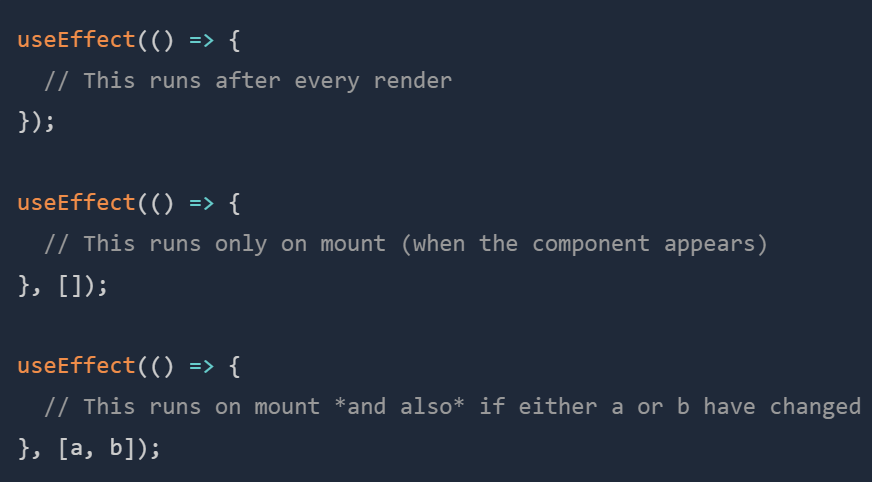 useEffect(() => {
  // This runs after every render
});

useEffect(() => {
  // This runs only on mount (when the component appears)
}, []);

useEffect(() => {
  // This runs on mount *and also* if either a or b have changed
}, [a, b]);